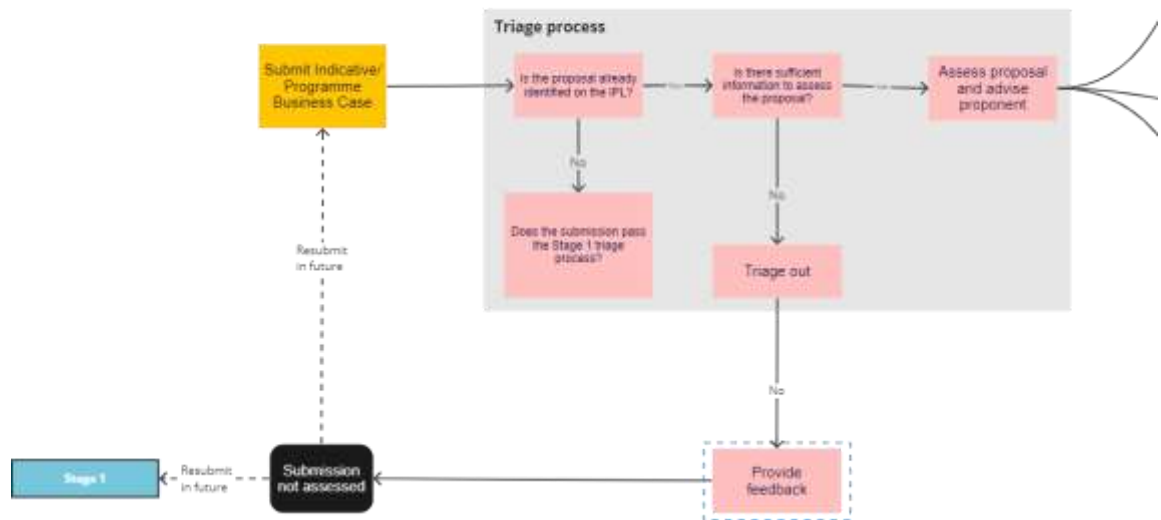 Triage process
Submit Indicative/
Programme
Business Case
Is the proposal already
identified on the IPL?
Is there sufficient
information to assess
the proposal?
Assess proposal
and advise
proponent
No
Does the submission pass
the Stage 1 triage
process?
No
Triage out
Resubmit
in future
No
Stage 1
Resubmit
in future
Submission
not assessed
Provide
feedback